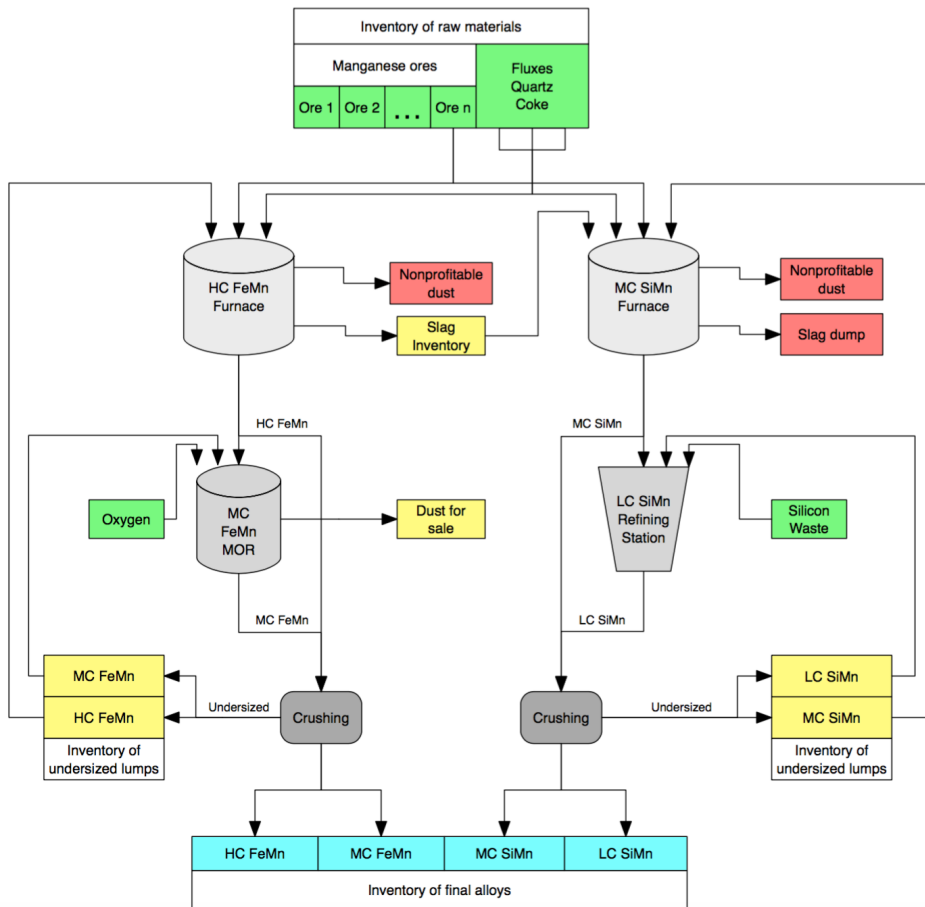 Inventory of raw materials
Manganese ores
Fluxes
Quartz
Coke
Ore 1
Ore 2
...
Ore n
HC FeMn
Furnace
Nonprofitable
dust
Slag
Inventory
MC SiMn
Furnace
Nonprofitable
dust
Slag dump
HC FeMn
MC SiMn
Oxygen
MC
FeMn
MOR
Dust for
sale
LC SiMn
Refining
Station
Silicon
Waste
MC FeMn
LC SiMn
MC FeMn
HC FeMn
Inventory of
undersized lumps
Undersized
Crushing
Crushing
Undersized
LC SiMn
MC SiMn
Inventory of
undersized lumps
HC FeMn
MC FeMn
MC SiMn
LC SiMn
Inventory of final alloys